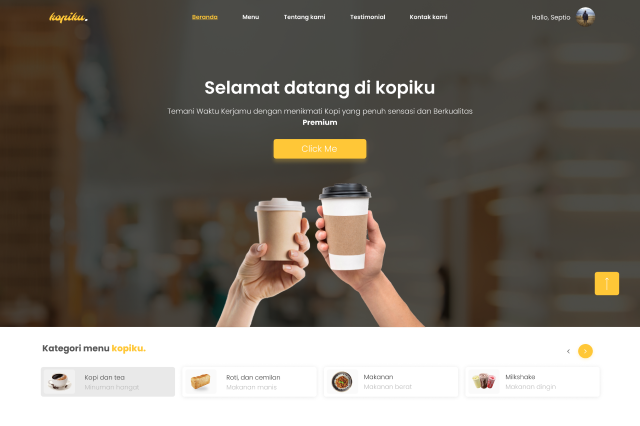 kopiku.
Beranda
Menu
Tentang kami
Testimonial
Kontak kami
Hallo, Septio
Selamat datang di kopiku
Temani Waktu Kerjamu dengan menikmati Kopi yang penuh sensasi dan Berkualitas
Premium
Click Me
Kategori menu kopiku.
Kopi dan tea
Minuman hangat
Roti, dan cemilan
Makanan manis
Makanan
Makanan berat
Milkshake
Makanan dingin